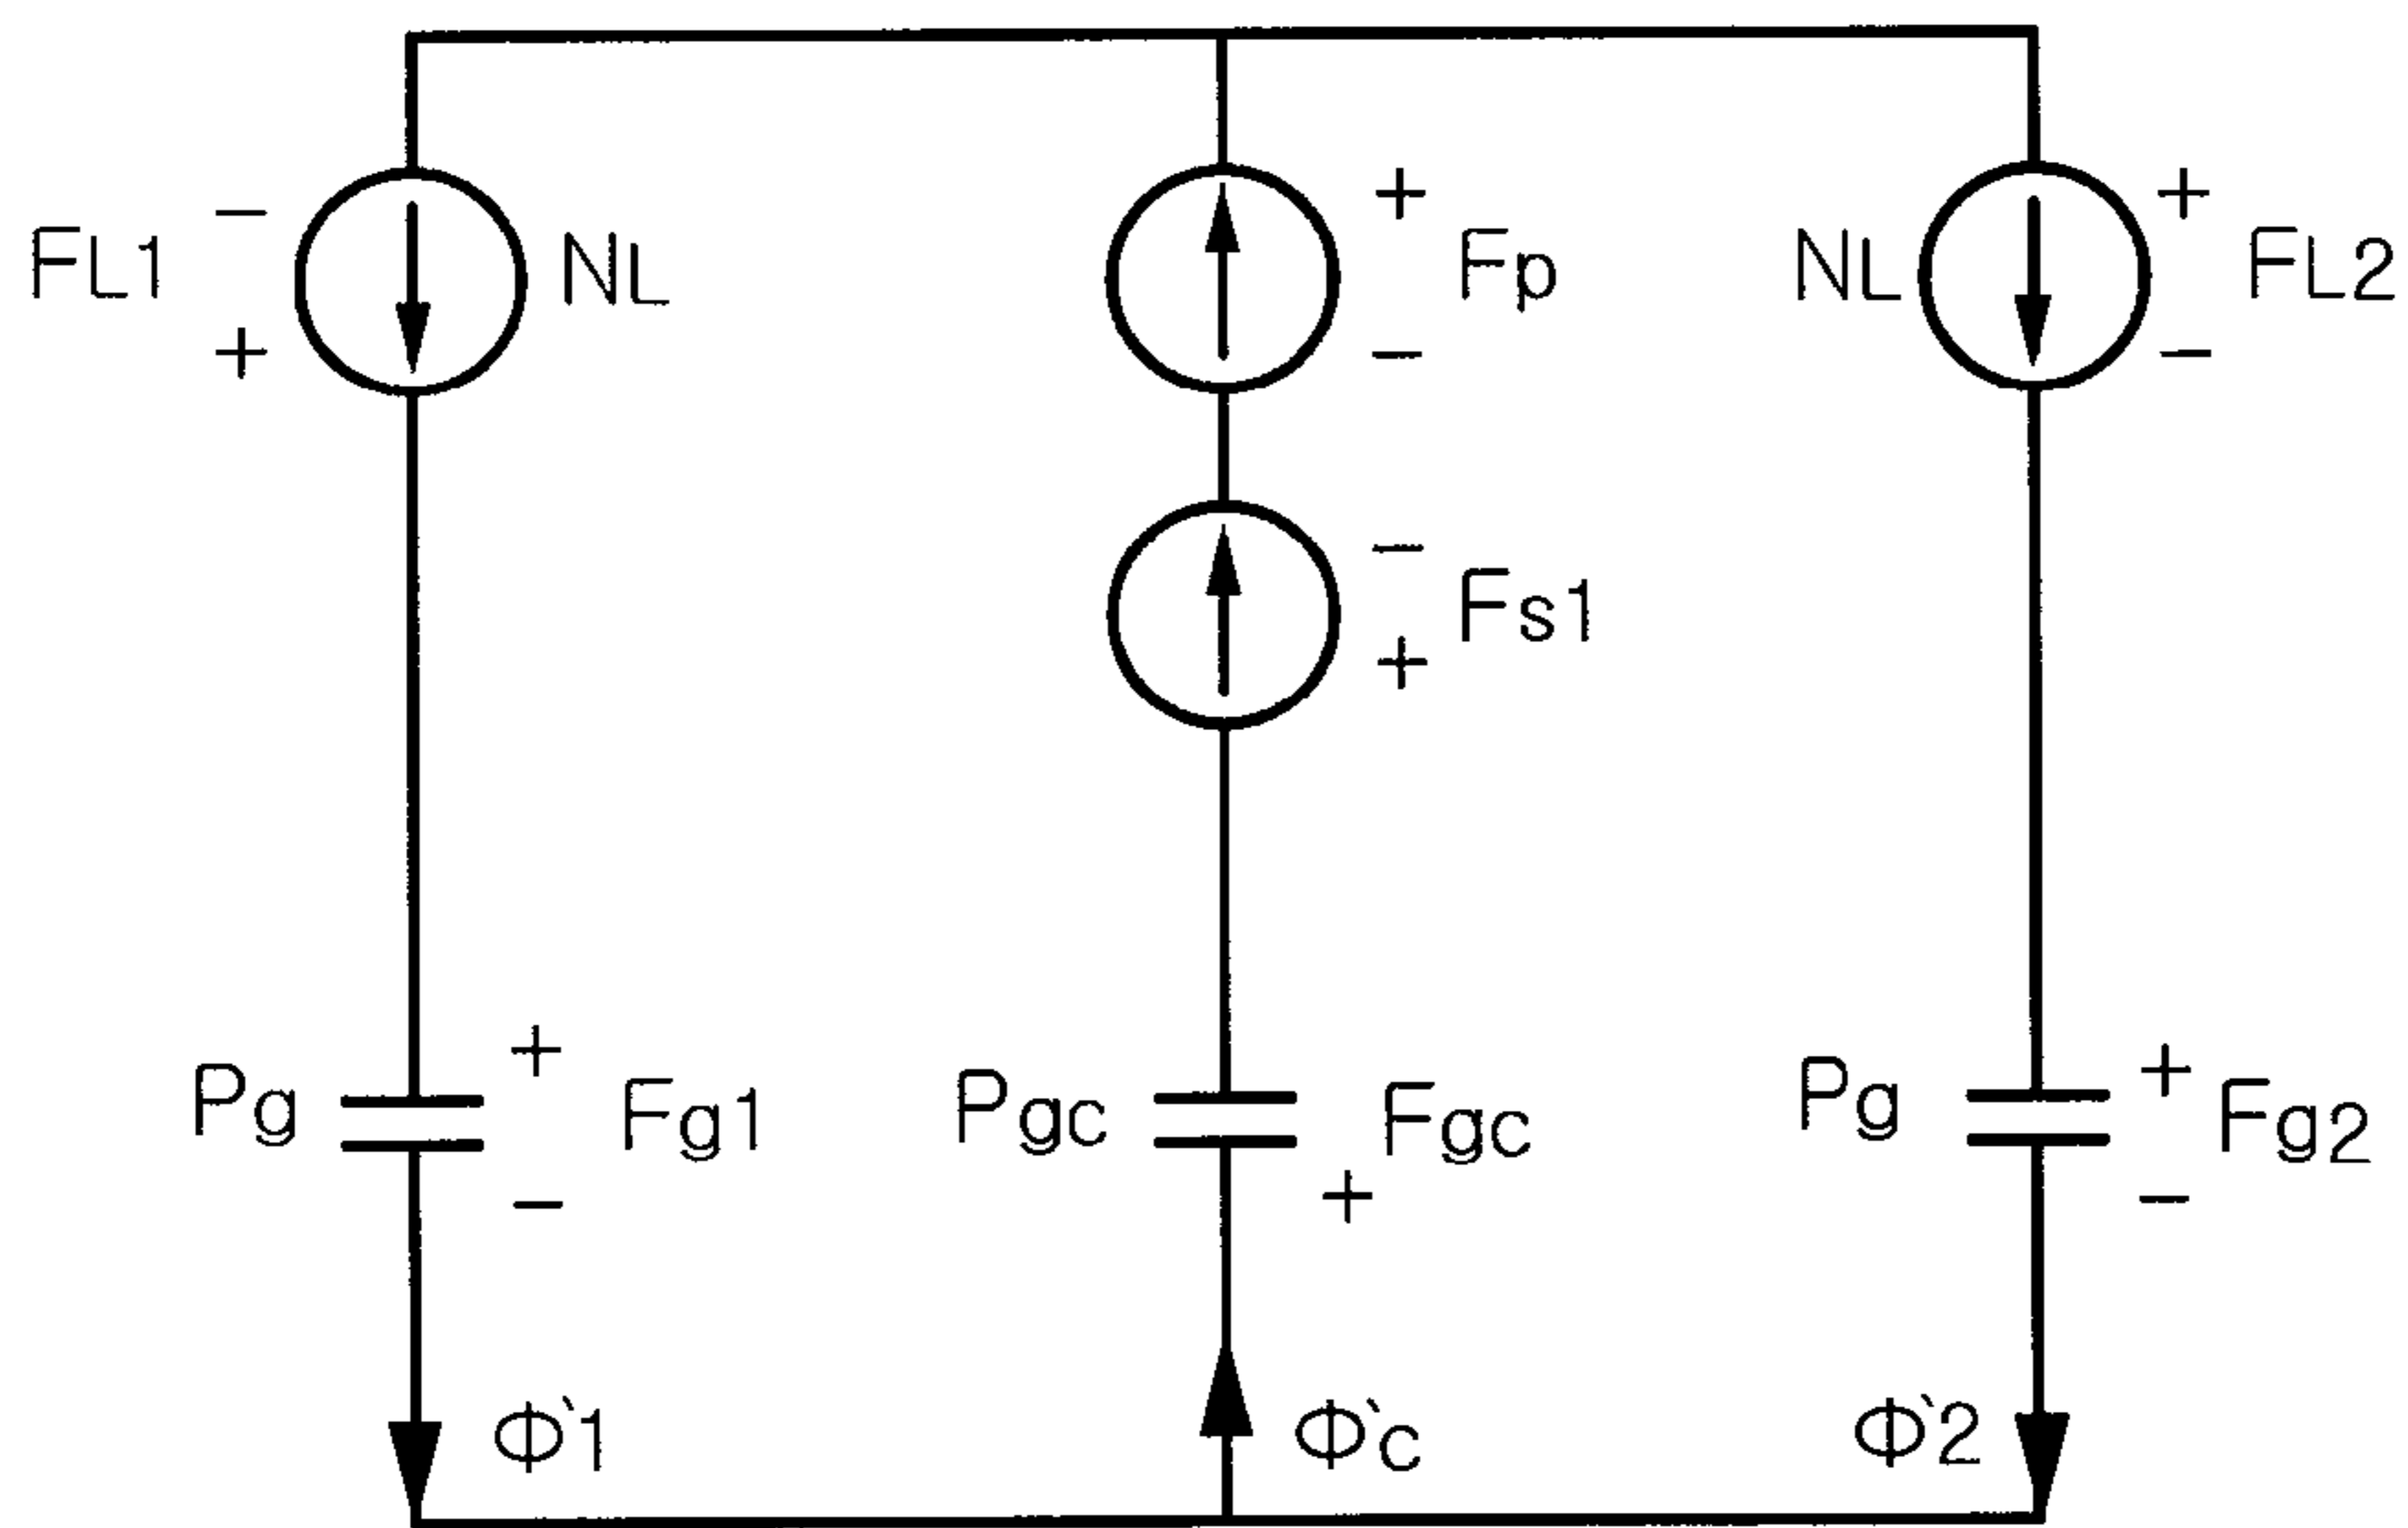 − + + 
FL1 NL Fp NL FL2
+ − −
−
Fs1
+
+ +
Pg Fg1 Pgc Fgc Pg Fg2
− + −
Φ`1 Φ`c Φ`2